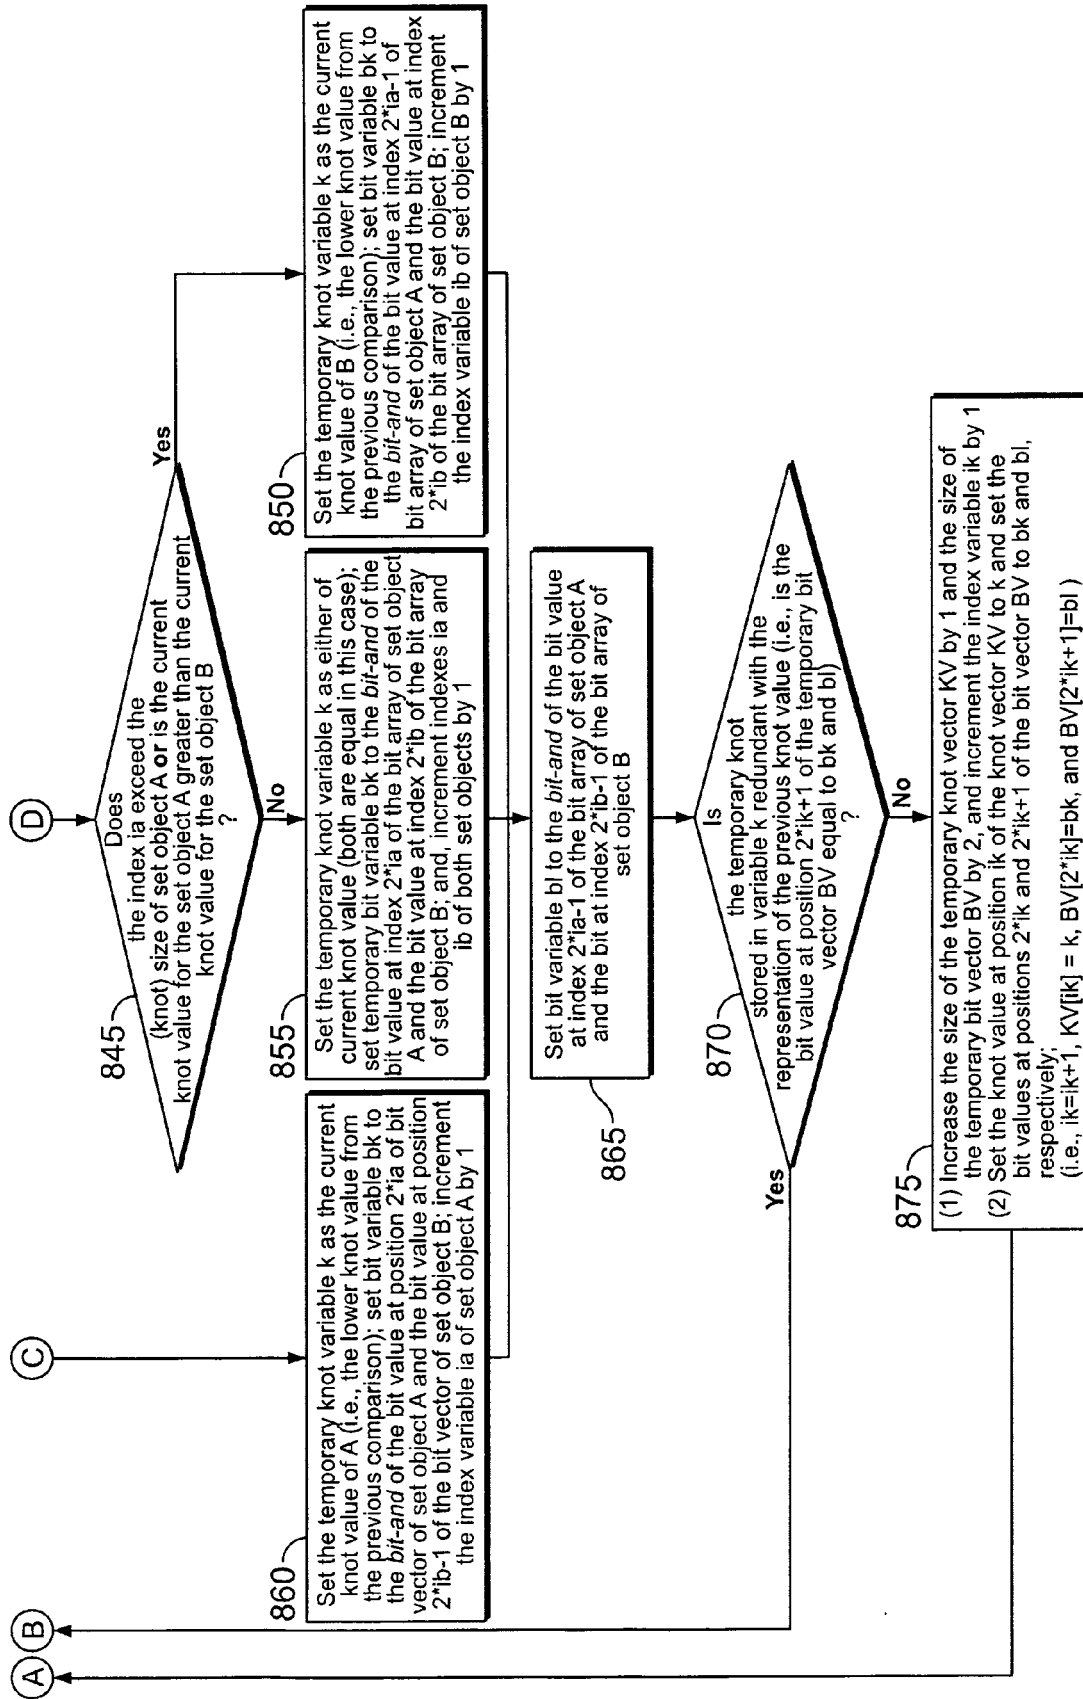 A
B
C
D
845
Does
the index ia exceed the
(knot) size of set object A or is the current
knot value for the set object A greater than the current
knot value for the set object B
?
Yes
No
860
Set the temporary knot variable k as the current
knot value of A (i.e., the lower knot value from
the previous comparison); set bit variable bk to
the bit-and of the bit value at position 2*ia of bit
vector of set object A and the bit value at position
2*ib-1 of the bit vector of set object B; increment
the index variable ia of set object A by 1
855
Set the temporary knot variable k as either of
current knot value (both are equal in this case);
set temporary bit variable bk to the bit-and of the
bit value at index 2*ia of the bit array of set object
A and the bit value at index 2*ib of the bit array
of set object B; and, increment indexes ia and
ib of both set objects by 1
850
Set the temporary knot variable k as the current
knot value of B (i.e., the lower knot value from
the previous comparison); set bit variable bk to
the bit-and of the bit value at index 2*ia-1 of
bit array of set object A and the bit value at index
2*ib of the bit array of set object B; increment
the index variable ib of set object B by 1
865
Set bit variable bl to the bit-and of the bit value
at index 2*ia-1 of the bit array of set object A
and the bit at index 2*ib-1 of the bit array of
set object B
870
Is
the temporary knot
stored in variable k redundant with the
representation of the previous knot value (i.e., is the
bit value at position 2*ik+1 of the temporary bit
vector BV equal to bk and bl)
?
Yes
No
875
(1) Increase the size of the temporary knot vector KV by 1 and the size of
the temporary bit vector BV by 2, and increment the index variable ik by 1
(2) Set the knot value at position ik of the knot vector KV to k and set the
bit values at positions 2*ik and 2*ik+1 of the bit vector BV to bk and bl,
respectively;
(i.e., ik=ik+1, KV[ik] = k, BV[2*ik]=bk, and BV[2*ik+1]=bl )